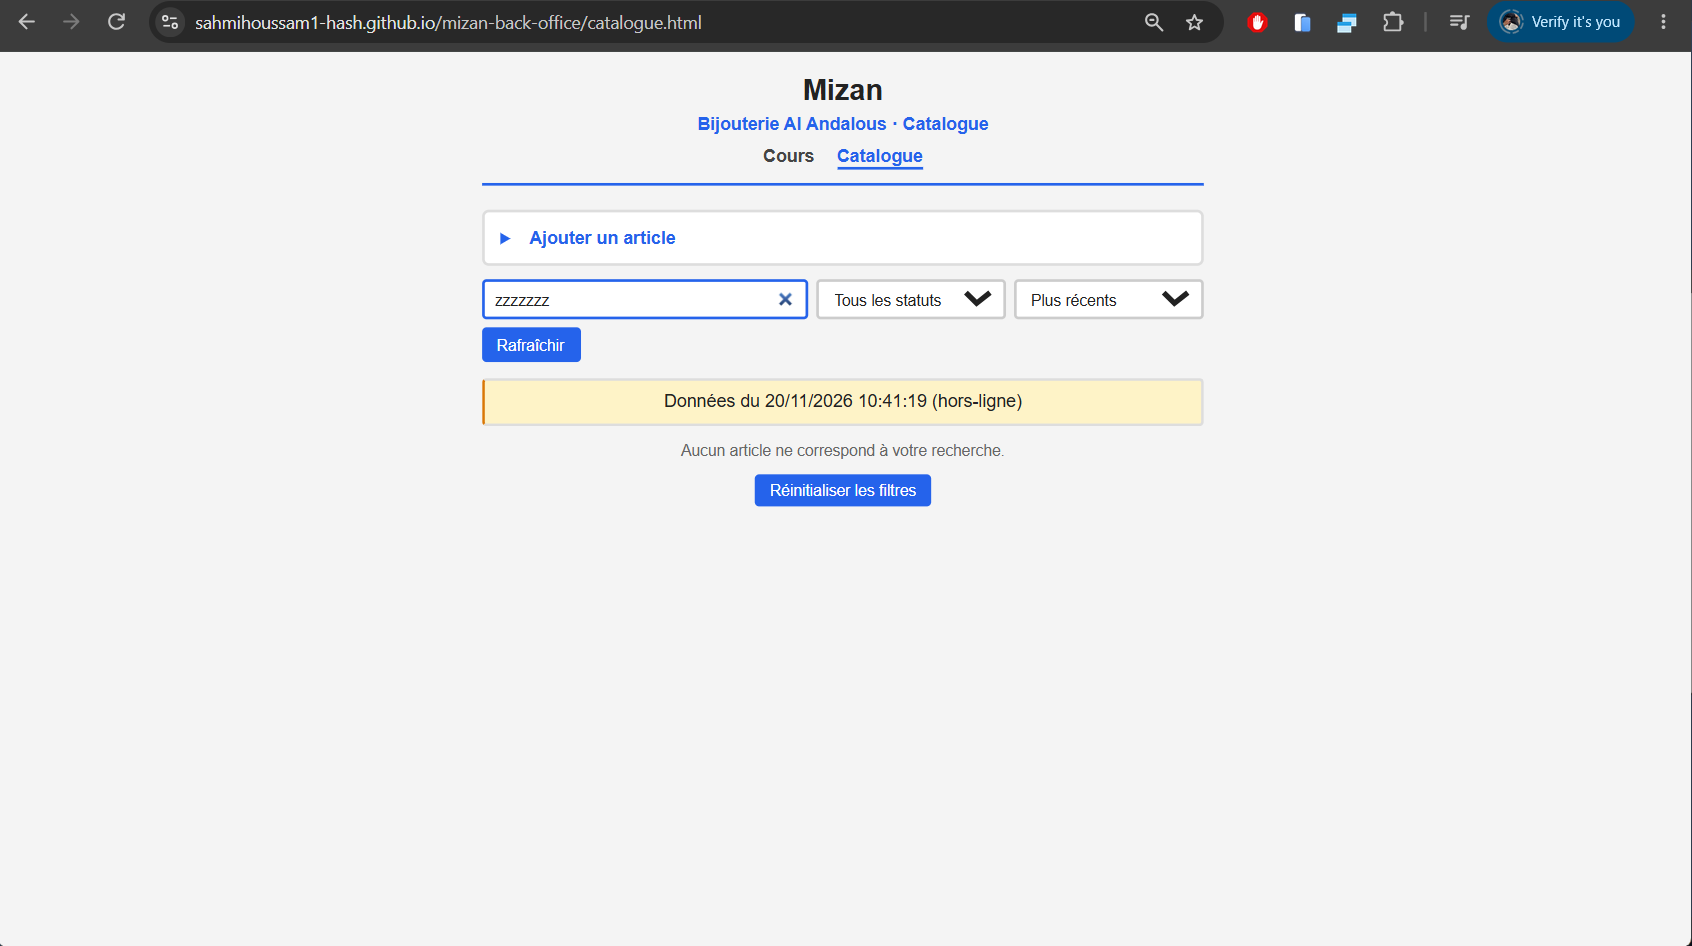 sahmihoussam1-hash.github.io/mizan-back-office/catalogue.html
Verify it's you
Mizan
Bijouterie Al Andalous · Catalogue
Cours Catalogue
Ajouter un article
zzzzzzz
Tous les statuts
Plus récents
Rafraîchir
Données du 20/11/2026 10:41:19 (hors-ligne)
Aucun article ne correspond à votre recherche.
Réinitialiser les filtres